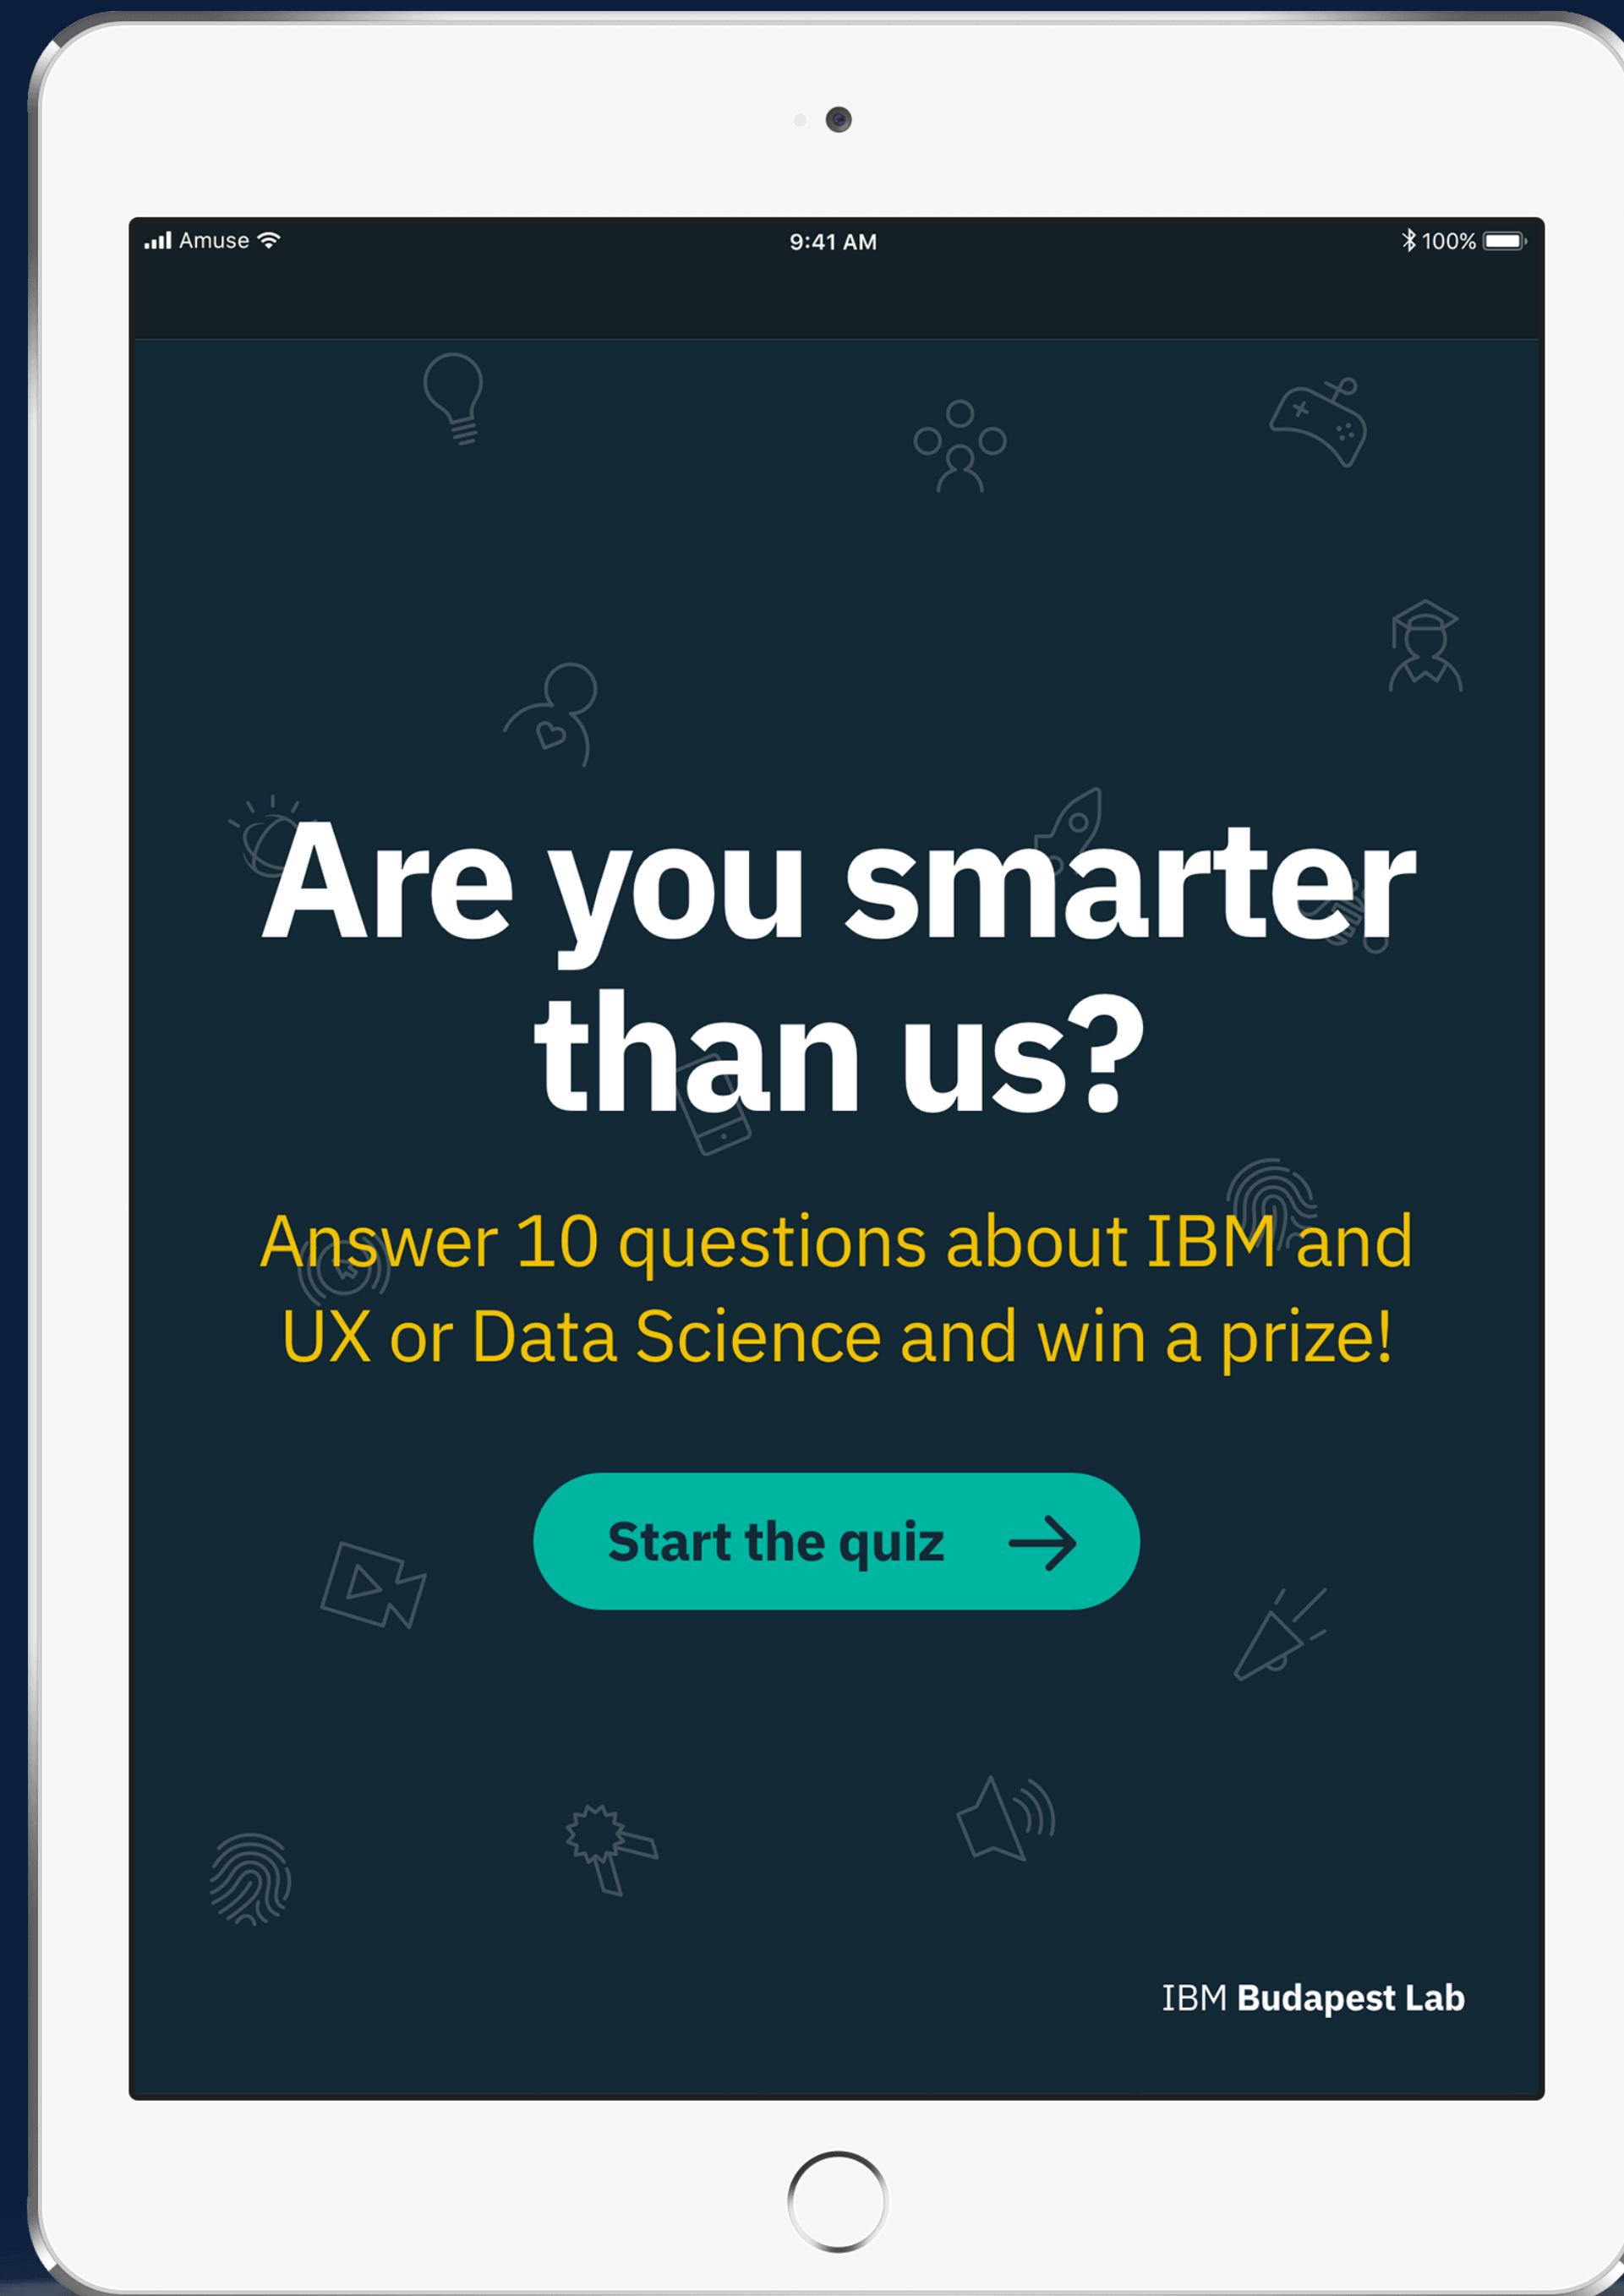 Amuse 9:41 AM 100%
Are you smarter
than us?
Answer 10 questions about IBM and
UX or Data Science and win a prize!
Start the quiz
IBM Budapest Lab